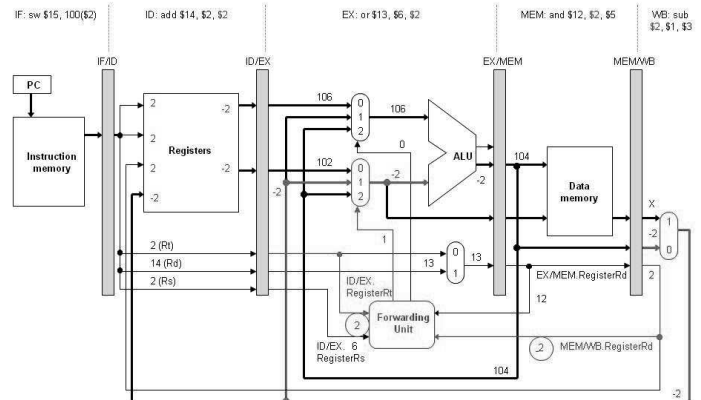 IF: sw $15, 100($2)
ID: add $14, $2, $2
EX: or $13, $6, $2
MEM: and $12, $2, $5
WB: sub
$2, $1, $3
IF/ID
ID/EX
EX/MEM
MEM/WB
PC
Instruction
memory
2
2
2
-2
Registers
-2
-2
106
102
-2
0
1
2
0
1
2
106
-2
0
1
ALU
-2
104
Data
memory
X
-2
1
0
2 (Rt)
14 (Rd)
2 (Rs)
13
0
1
13
EX/MEM.RegisterRd
2
12
ID/EX.
RegisterRt
2
Forwarding
Unit
ID/EX. 6
RegisterRs
2
MEM/WB.RegisterRd
104
-2